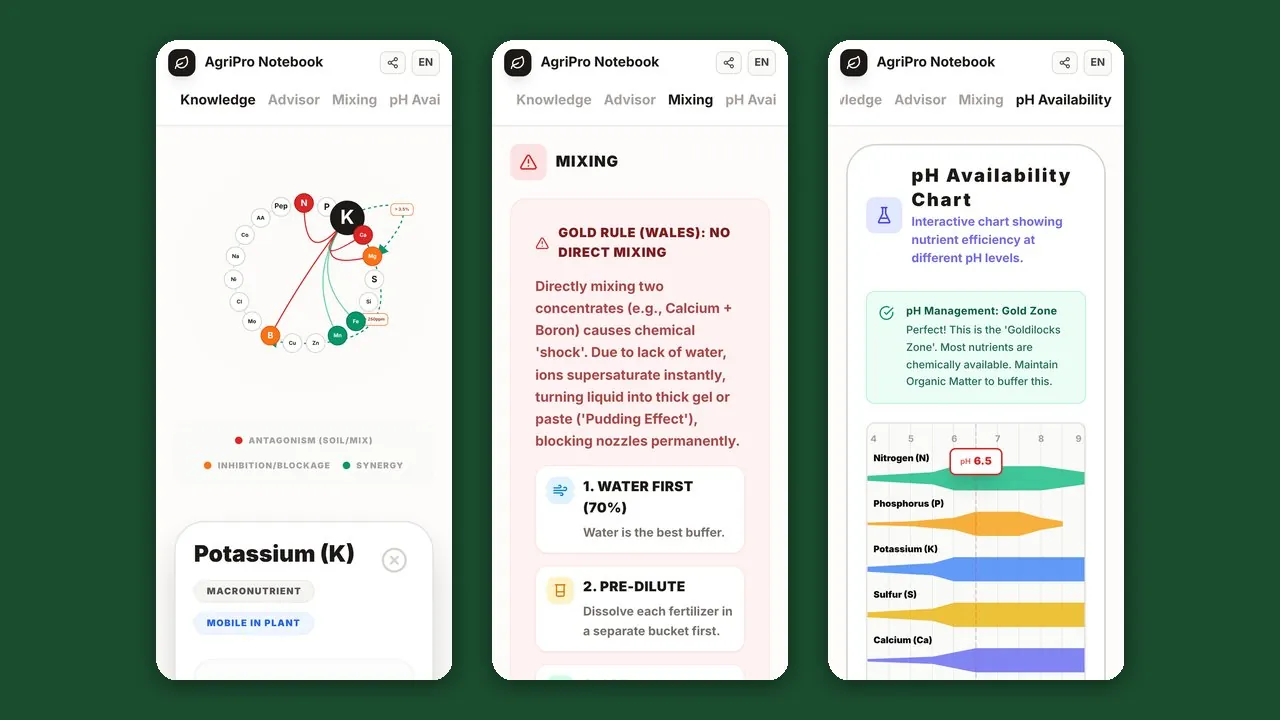 AgriPro Notebook
EN
Knowledge Advisor Mixing pH Avai
Pep N P K
> 3.5%
AA
Ca
Co
Mg
Na
S
Ni
Si
Cl
Mo
Fe
260ppm
B
Mn
Cu
Zn
ANTAGONISM (SOIL/MIX)
INHIBITION/BLOCKAGE SYNERGY
Potassium (K)
MACRONUTRIENT
MOBILE IN PLANT
AgriPro Notebook
EN
Knowledge Advisor Mixing pH Avai
MIXING
GOLD RULE (WALES): NO
DIRECT MIXING
Directly mixing two
concentrates (e.g., Calcium +
Boron) causes chemical
'shock'. Due to lack of water,
ions supersaturate instantly,
turning liquid into thick gel or
paste ('Pudding Effect'),
blocking nozzles permanently.
1. WATER FIRST
(70%)
Water is the best buffer.
2. PRE-DILUTE
Dissolve each fertilizer in
a separate bucket first.
AgriPro Notebook
EN
vledge Advisor Mixing pH Availability
pH Availability
Chart
Interactive chart showing
nutrient efficiency at
different pH levels.
pH Management: Gold Zone
Perfect! This is the 'Goldilocks
Zone'. Most nutrients are
chemically available. Maintain
Organic Matter to buffer this.
4 5 6 7 8 9
Nitrogen (N)
pH 6.5
Phosphorus (P)
Potassium (K)
Sulfur (S)
Calcium (Ca)